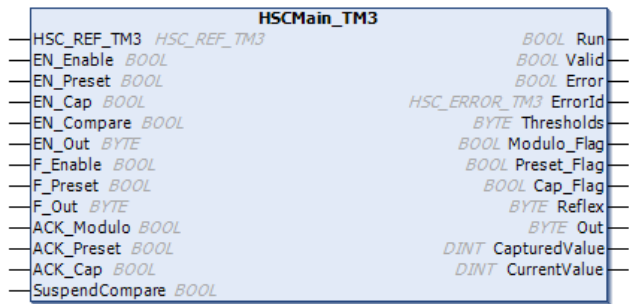 HSCMain_TM3
HSC_REF_TM3 HSC_REF_TM3 BOOL Run
EN_Enable BOOL BOOL Valid
EN_Preset BOOL BOOL Error
EN_Cap BOOL HSC_ERROR_TM3 ErrorId
EN_Compare BOOL BYTE Thresholds
EN_Out BYTE BOOL Modulo_Flag
F_Enable BOOL BOOL Preset_Flag
F_Preset BOOL BOOL Cap_Flag
F_Out BYTE BYTE Reflex
ACK_Modulo BOOL BYTE Out
ACK_Preset BOOL DINT CapturedValue
ACK_Cap BOOL DINT CurrentValue
SuspendCompare BOOL